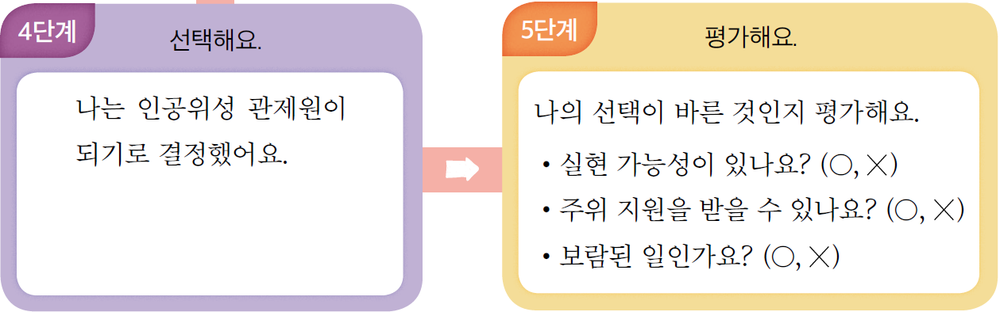 4단계
선택해요.
나는 인공위성 관제원이
되기로 결정했어요.
5단계
평가해요.
나의 선택이 바른 것인지 평가해요.
• 실현 가능성이 있나요? (○, ×)
• 주위 지원을 받을 수 있나요? (○, ×)
• 보람된 일인가요? (○, ×)